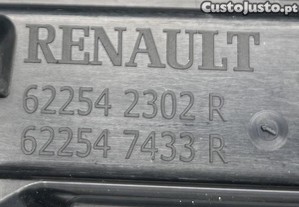 CustoJusto.pt
RENAULT
62254 2302 R
62254 7433 R